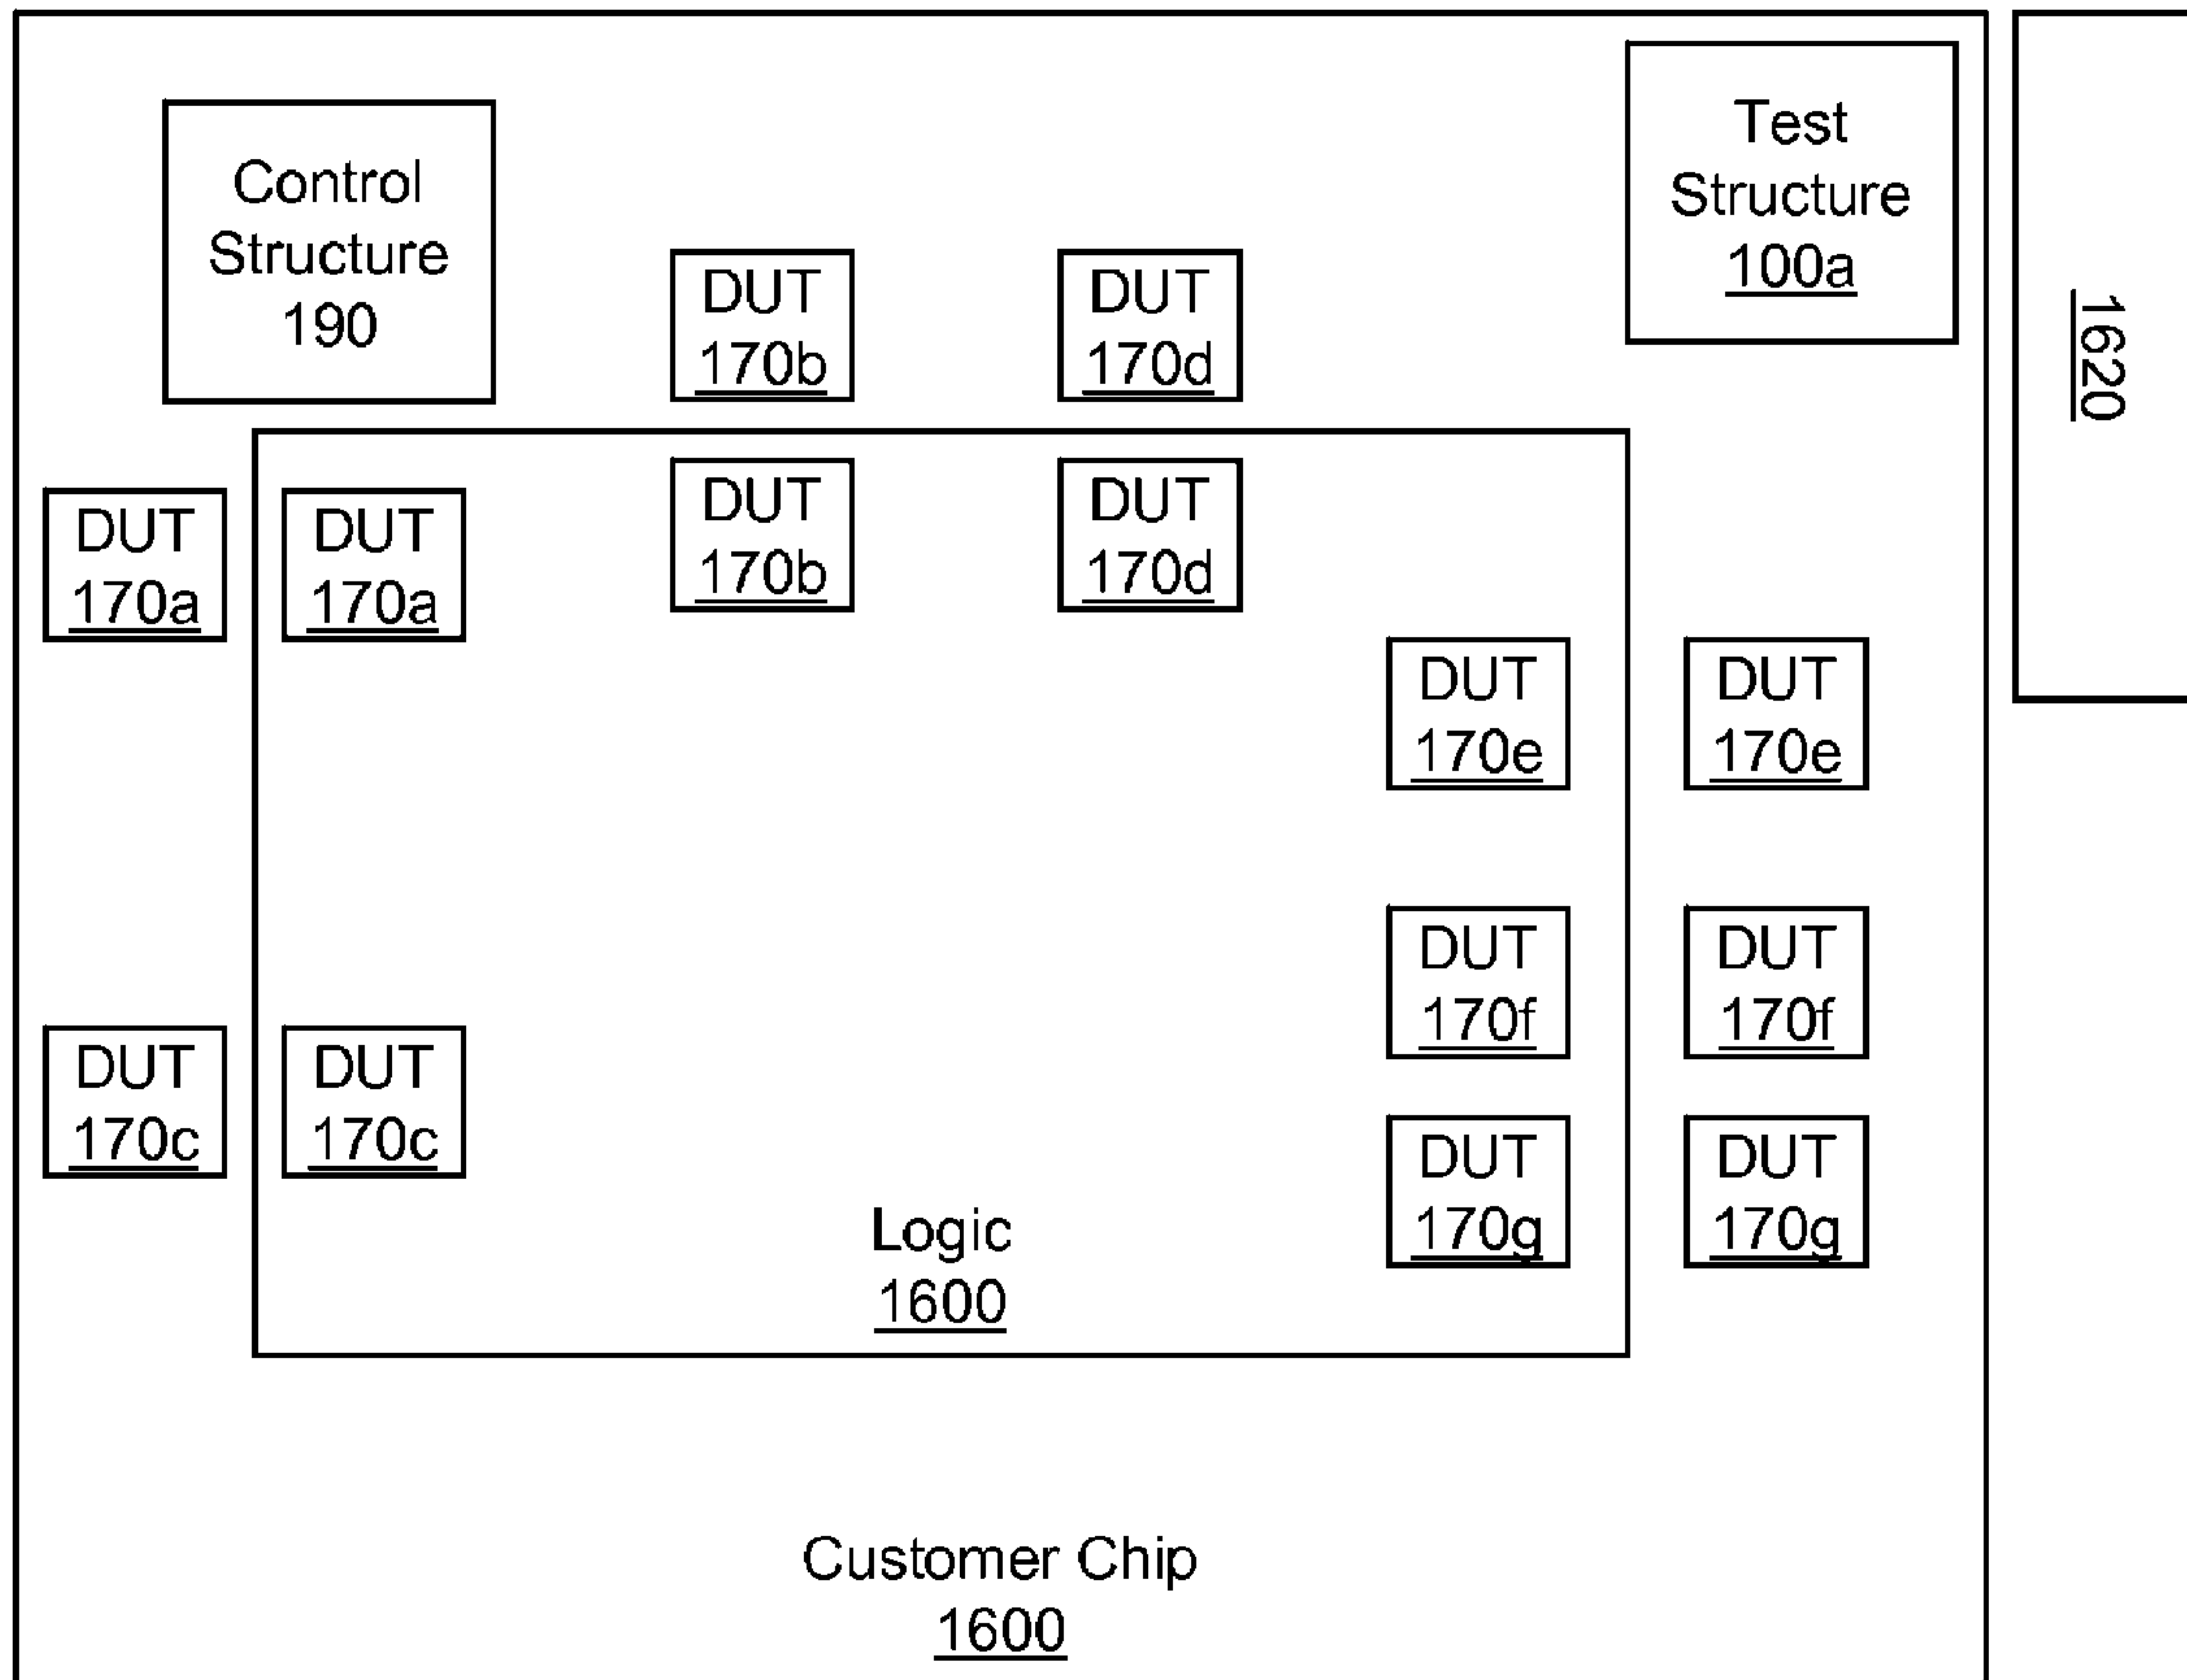 Control
Structure
190
Test
Structure
100a
1620
DUT
170b
DUT
170d
DUT
170b
DUT
170d
DUT
170a
DUT
170a
DUT
170e
DUT
170e
DUT
170f
DUT
170f
DUT
170c
DUT
170c
DUT
170g
DUT
170g
Logic
1600
Customer Chip
1600